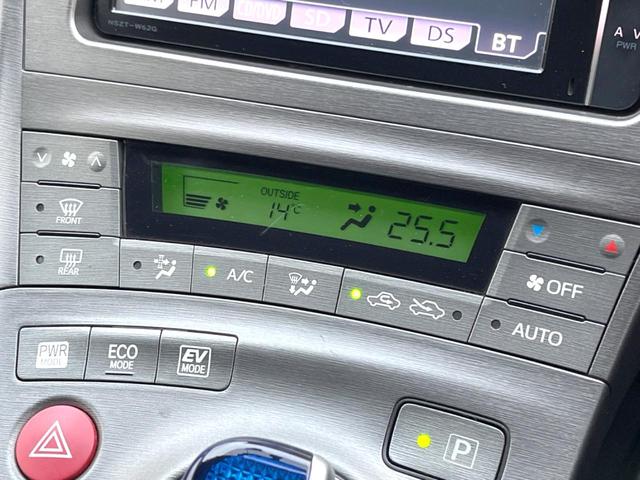 FM CD/DVD SD TV DS BT
NSZT-W62G
A V
PWR
OUTSIDE
14°C 25.5
FRONT
REAR
A/C
OFF
AUTO
PWR MODE
ECO MODE
EV MODE
P